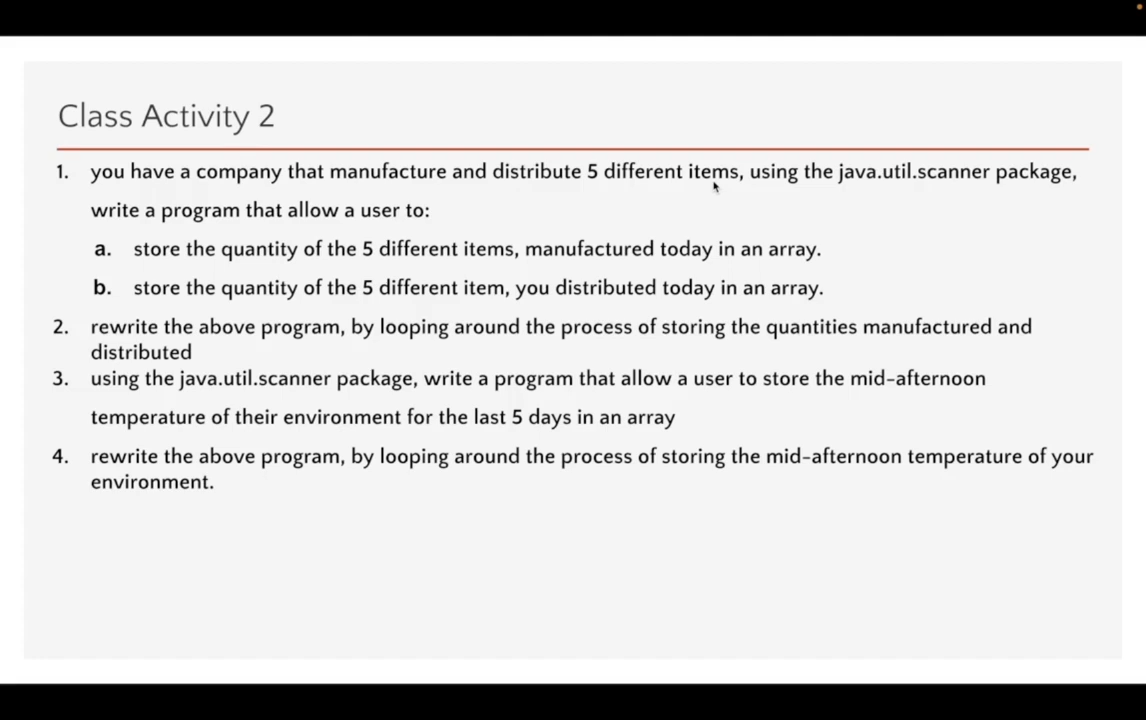 Class Activity 2
1. you have a company that manufacture and distribute 5 different items, using the java.util.scanner package,
write a program that allow a user to:
a. store the quantity of the 5 different items, manufactured today in an array.
b. store the quantity of the 5 different item, you distributed today in an array.
2. rewrite the above program, by looping around the process of storing the quantities manufactured and
distributed
3. using the java.util.scanner package, write a program that allow a user to store the mid-afternoon
temperature of their environment for the last 5 days in an array
4. rewrite the above program, by looping around the process of storing the mid-afternoon temperature of your
environment.